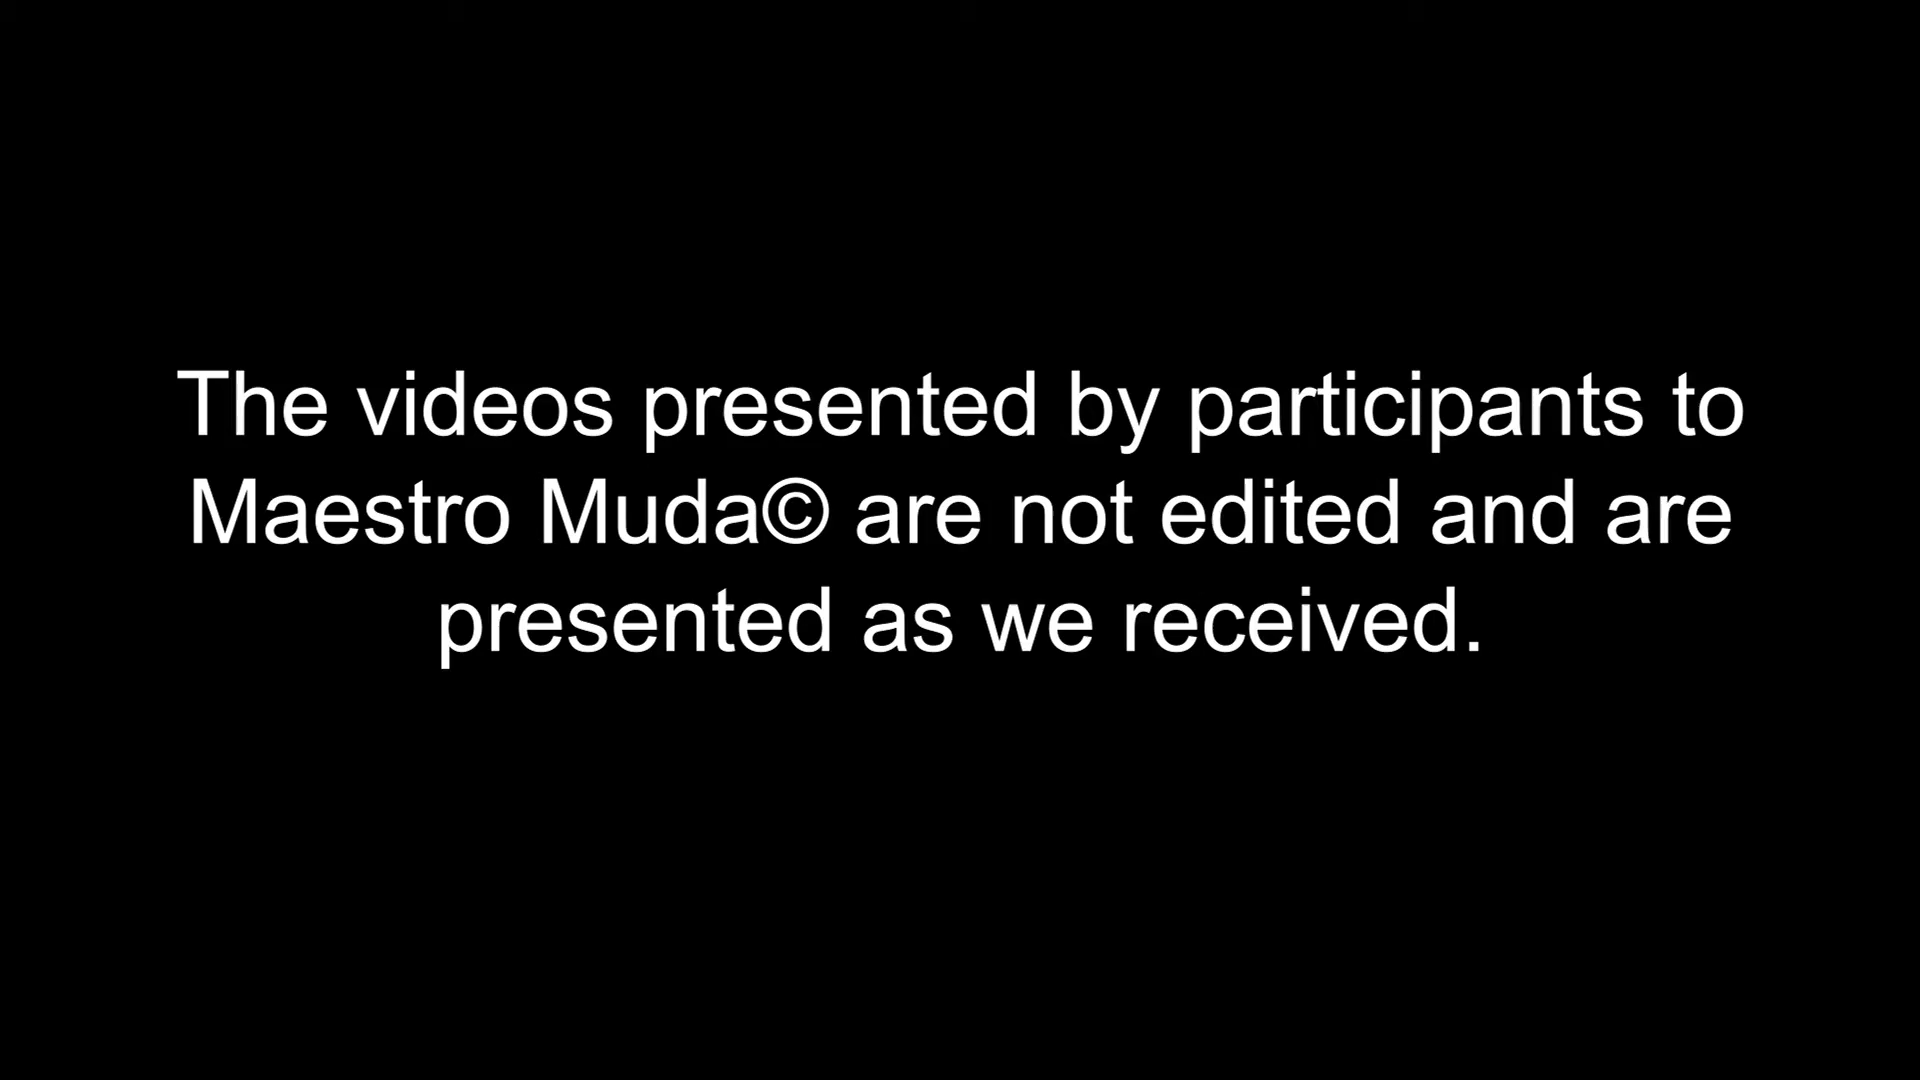 The videos presented by participants to
Maestro Muda© are not edited and are
presented as we received.